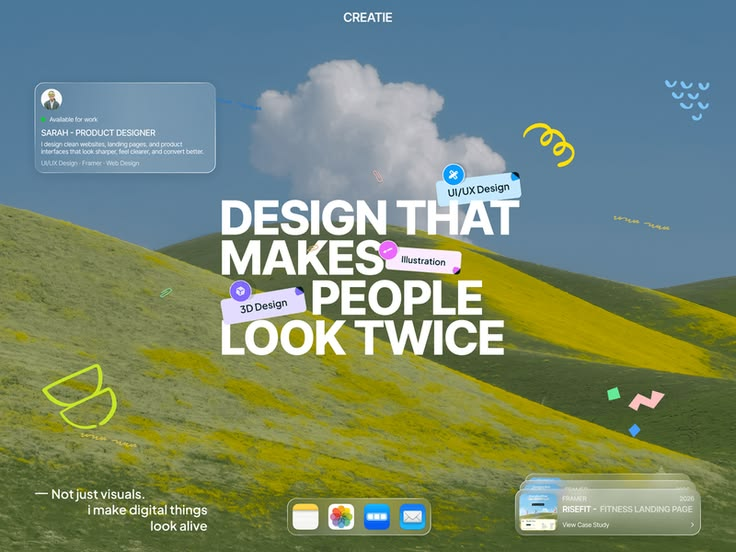 CREATIE
Available for work
SARAH - PRODUCT DESIGNER
I design clean websites, landing pages, and product
interfaces that look sharper, feel clearer, and convert better.
UI/UX Design · Framer · Web Design
UI/UX Design
DESIGN THAT
MAKES
Illustration
3D Design
PEOPLE
LOOK TWICE
— Not just visuals.
i make digital things
look alive
FRAMER
2026
RISEFIT - FITNESS LANDING PAGE
View Case Study